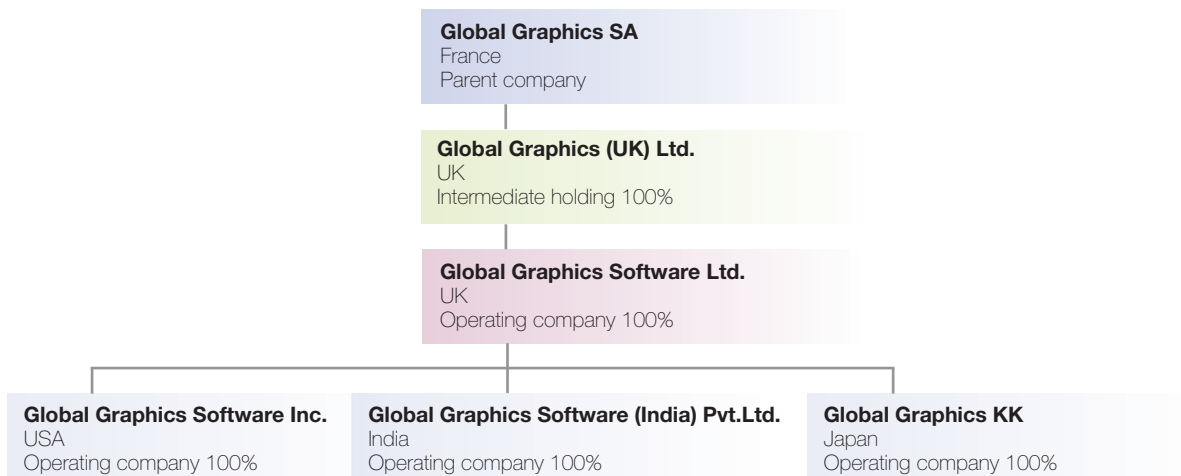 Global Graphics SA
France
Parent company
Global Graphics (UK) Ltd.
UK
Intermediate holding 100%
Global Graphics Software Ltd.
UK
Operating company 100%
Global Graphics Software Inc.
USA
Operating company 100%
Global Graphics Software (India) Pvt.Ltd.
India
Operating company 100%
Global Graphics KK
Japan
Operating company 100%